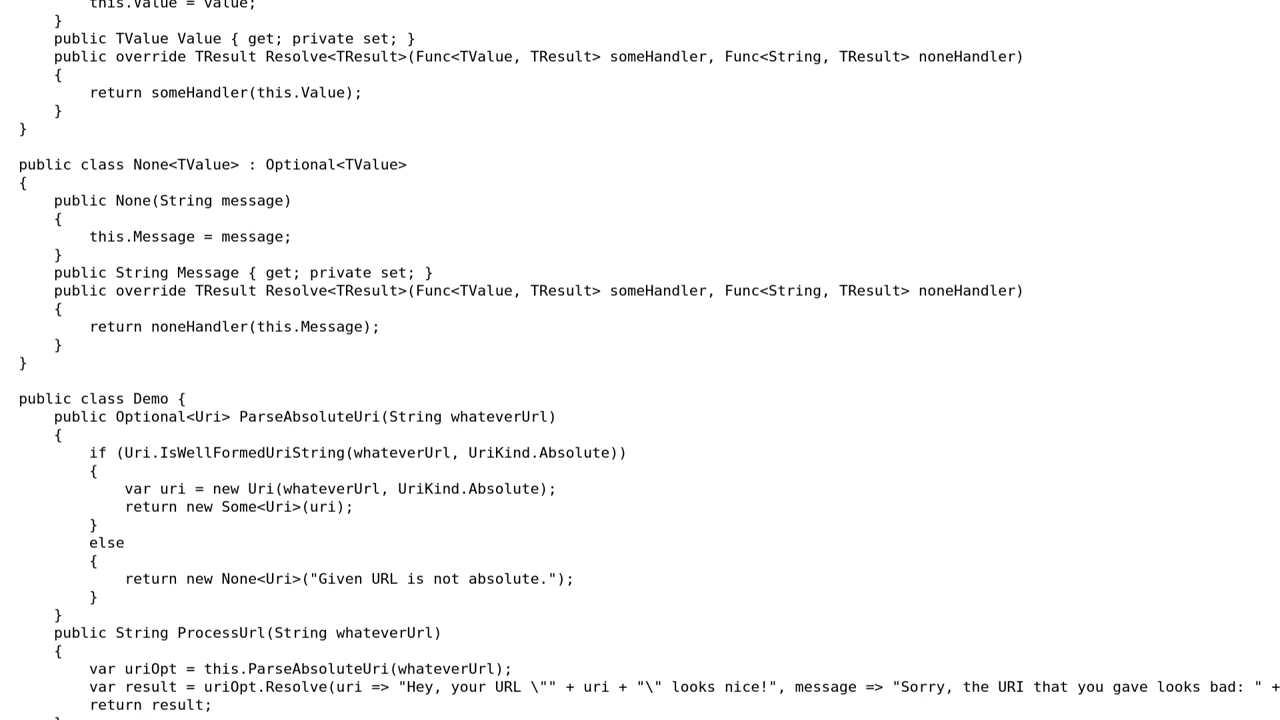 this.Value = value;
    }
    public TValue Value { get; private set; }
    public override TResult Resolve<TResult>(Func<TValue, TResult> someHandler, Func<String, TResult> noneHandler)
    {
        return someHandler(this.Value);
    }
}

public class None<TValue> : Optional<TValue>
{
    public None(String message)
    {
        this.Message = message;
    }
    public String Message { get; private set; }
    public override TResult Resolve<TResult>(Func<TValue, TResult> someHandler, Func<String, TResult> noneHandler)
    {
        return noneHandler(this.Message);
    }
}

public class Demo {
    public Optional<Uri> ParseAbsoluteUri(String whateverUrl)
    {
        if (Uri.IsWellFormedUriString(whateverUrl, UriKind.Absolute))
        {
            var uri = new Uri(whateverUrl, UriKind.Absolute);
            return new Some<Uri>(uri);
        }
        else
        {
            return new None<Uri>("Given URL is not absolute.");
        }
    }
    public String ProcessUrl(String whateverUrl)
    {
        var uriOpt = this.ParseAbsoluteUri(whateverUrl);
        var result = uriOpt.Resolve(uri => "Hey, your URL \"" + uri + "\" looks nice!", message => "Sorry, the URI that you gave looks bad: " +
        return result;